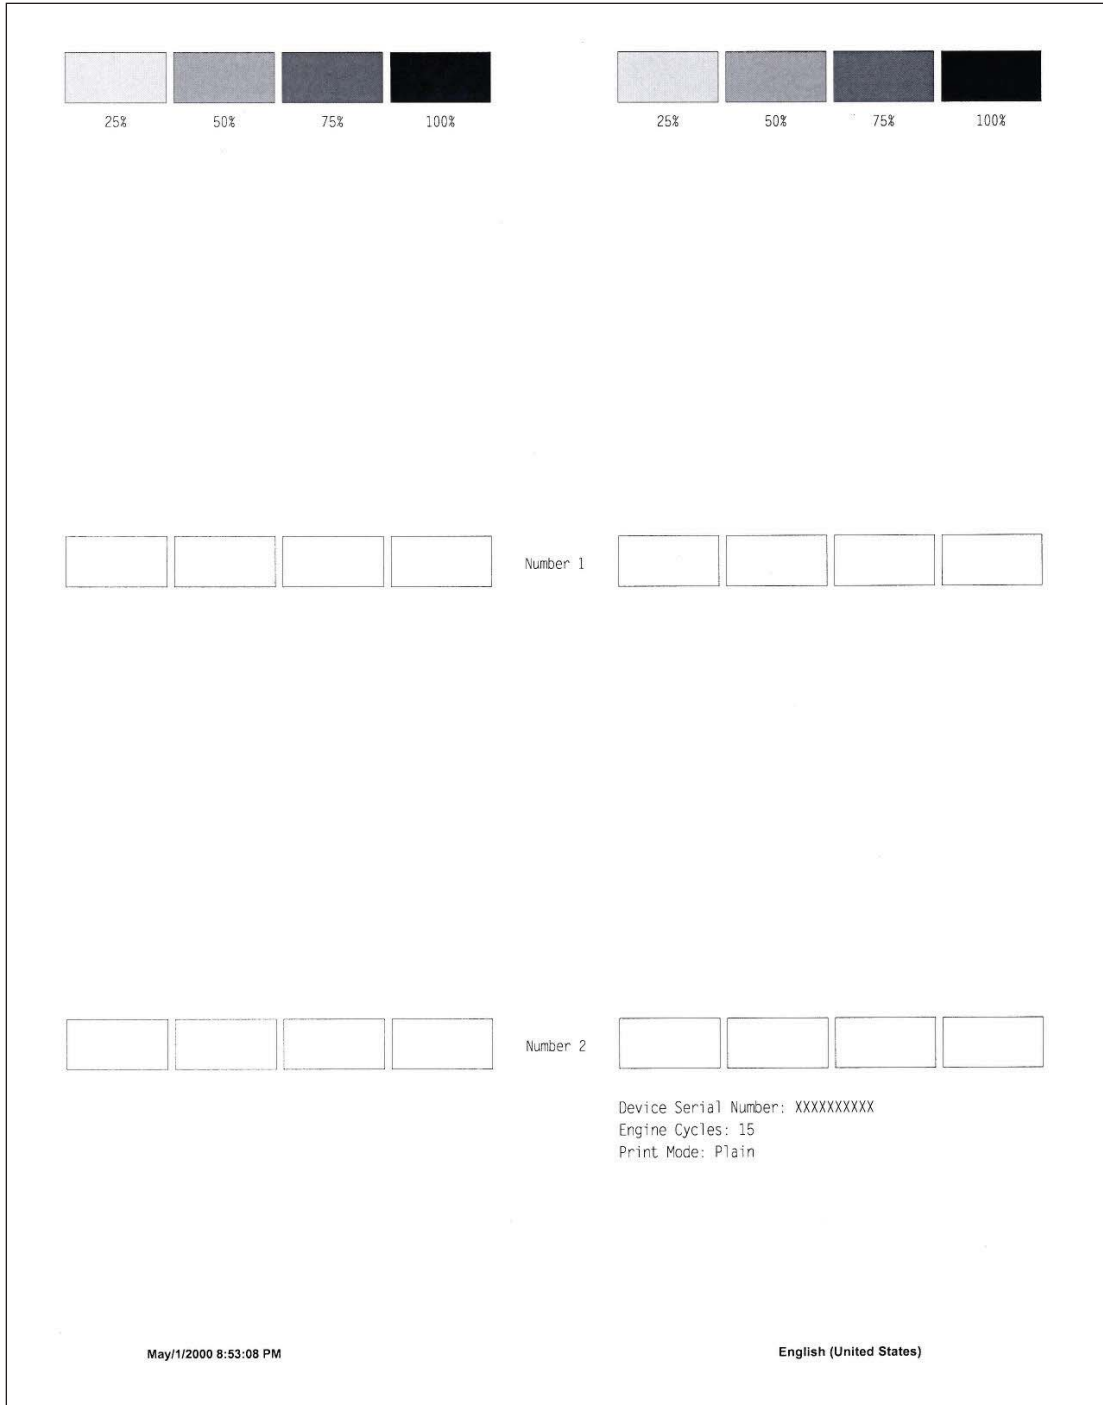 25% 50% 75% 100% 25% 50% 75% 100%
Number 1
Number 2
Device Serial Number: XXXXXXXXXX
Engine Cycles: 15
Print Mode: Plain
May/1/2000 8:53:08 PM English (United States)